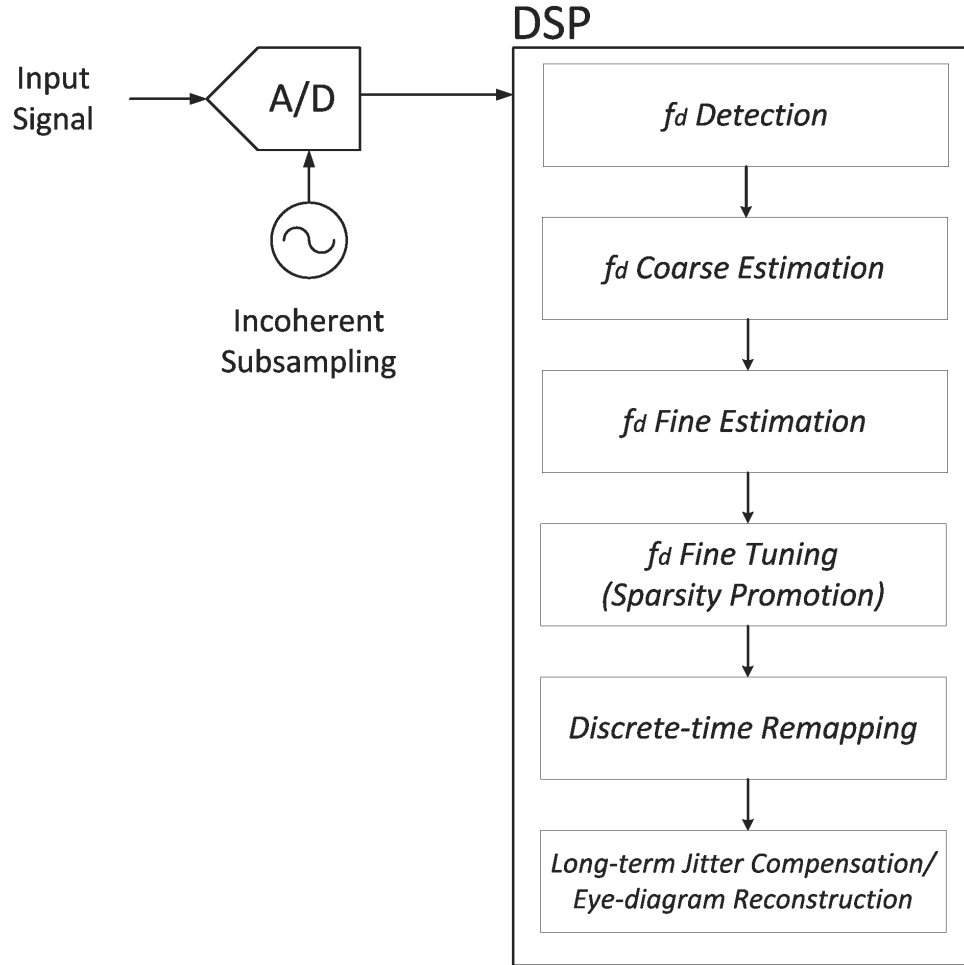 DSP
Input
Signal
A/D
Incoherent
Subsampling
fd Detection
fd Coarse Estimation
fd Fine Estimation
fd Fine Tuning
(Sparsity Promotion)
Discrete-time Remapping
Long-term Jitter Compensation/
Eye-diagram Reconstruction